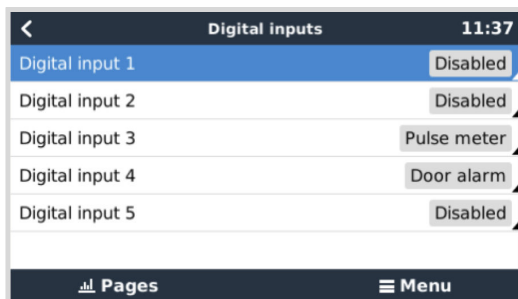 Digital inputs 11:37
Digital input 1 Disabled
Digital input 2 Disabled
Digital input 3 Pulse meter
Digital input 4 Door alarm
Digital input 5 Disabled
Pages Menu